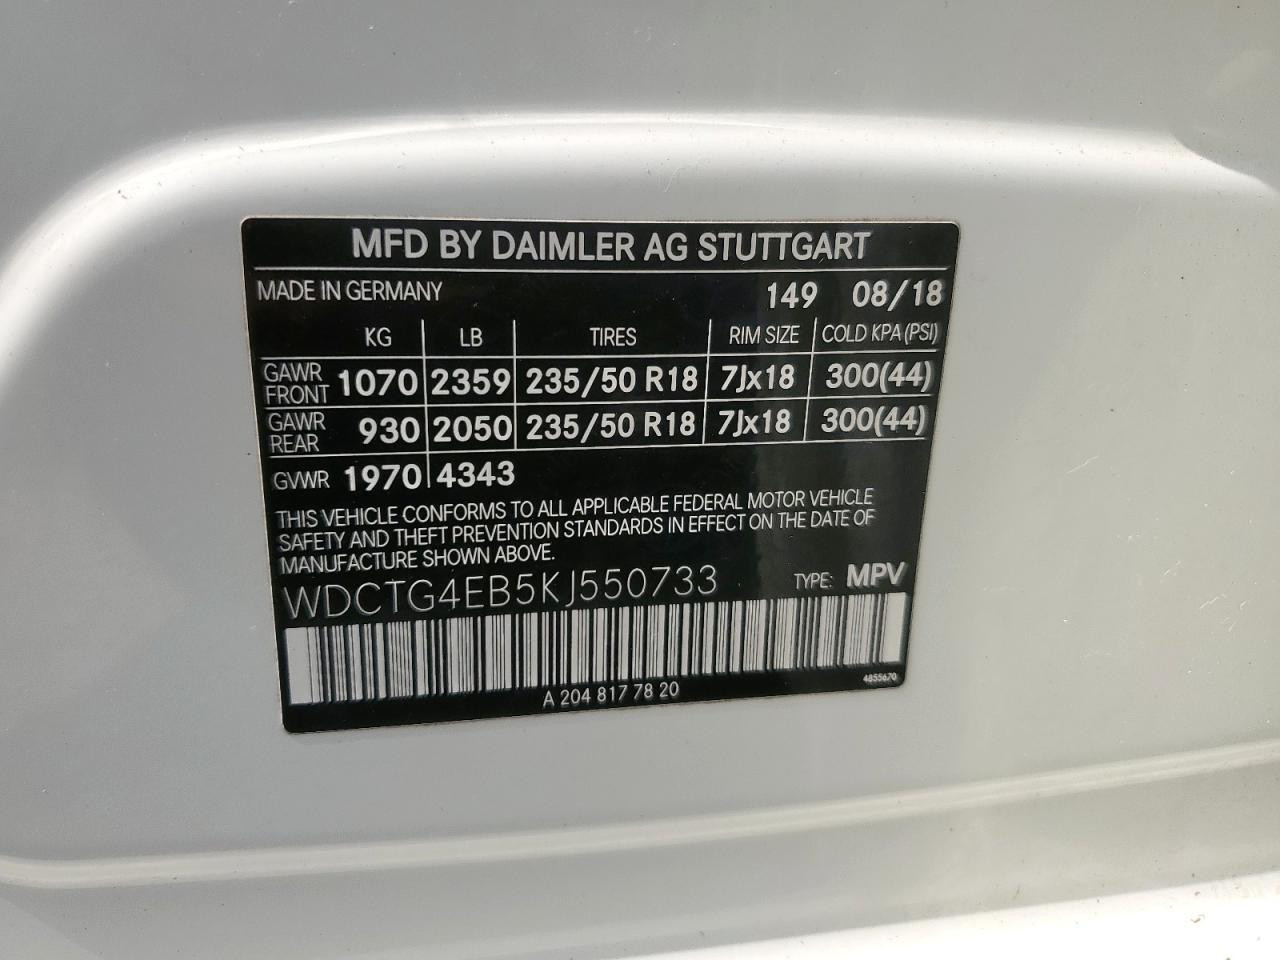 MFD BY DAIMLER AG STUTTGART
MADE IN GERMANY 149 08/18
KG LB TIRES RIM SIZE COLD KPA (PSI)
GAWR FRONT 1070 2359 235/50 R18 7Jx18 300(44)
GAWR REAR 930 2050 235/50 R18 7Jx18 300(44)
GVWR 1970 4343
THIS VEHICLE CONFORMS TO ALL APPLICABLE FEDERAL MOTOR VEHICLE
SAFETY AND THEFT PREVENTION STANDARDS IN EFFECT ON THE DATE OF
MANUFACTURE SHOWN ABOVE.
WDCTG4EB5KJ550733 TYPE: MPV
A 204 817 78 20 4855670